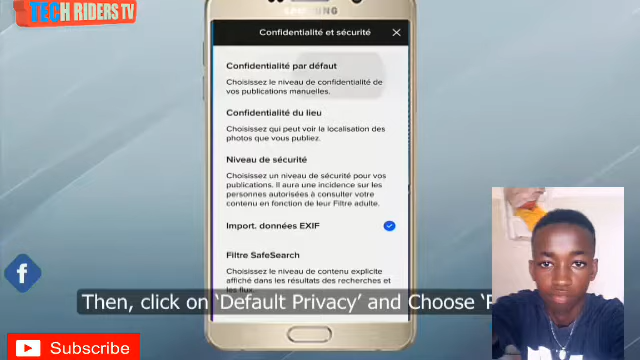 TECH RIDERS TV
SAMSUNG
Confidentialité et sécurité
Confidentialité par défaut
Choisissez le niveau de confidentialité de
vos publications manuelles.
Confidentialité du lieu
Choisissez qui peut voir la localisation des
photos que vous publiez.
Niveau de sécurité
Choisissez un niveau de sécurité pour vos
publications. Il aura une incidence sur les
personnes autorisées à consulter votre
contenu en fonction de leur Filtre adulte.
Import. données EXIF
Filtre SafeSearch
Choisissez le niveau de contenu explicite
affiché dans les résultats des recherches et
les flux.
Then, click on ‘Default Privacy’ and Choose ‘
Subscribe